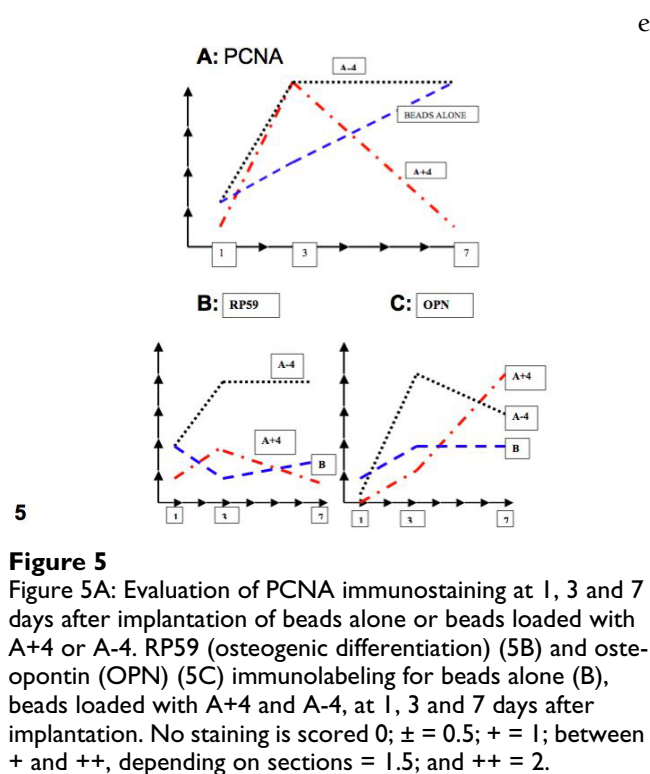 e
A: PCNA
A-4
BEADS ALONE
A+4
1 3 7
B: RP59 C: OPN
A-4
A+4
B
1 3 7
A+4
A-4
B
1 3 7
5
Figure 5
Figure 5A: Evaluation of PCNA immunostaining at 1, 3 and 7
days after implantation of beads alone or beads loaded with
A+4 or A-4. RP59 (osteogenic differentiation) (5B) and oste-
opontin (OPN) (5C) immunolabeling for beads alone (B),
beads loaded with A+4 and A-4, at 1, 3 and 7 days after
implantation. No staining is scored 0; ± = 0.5; + = 1; between
+ and ++, depending on sections = 1.5; and ++ = 2.